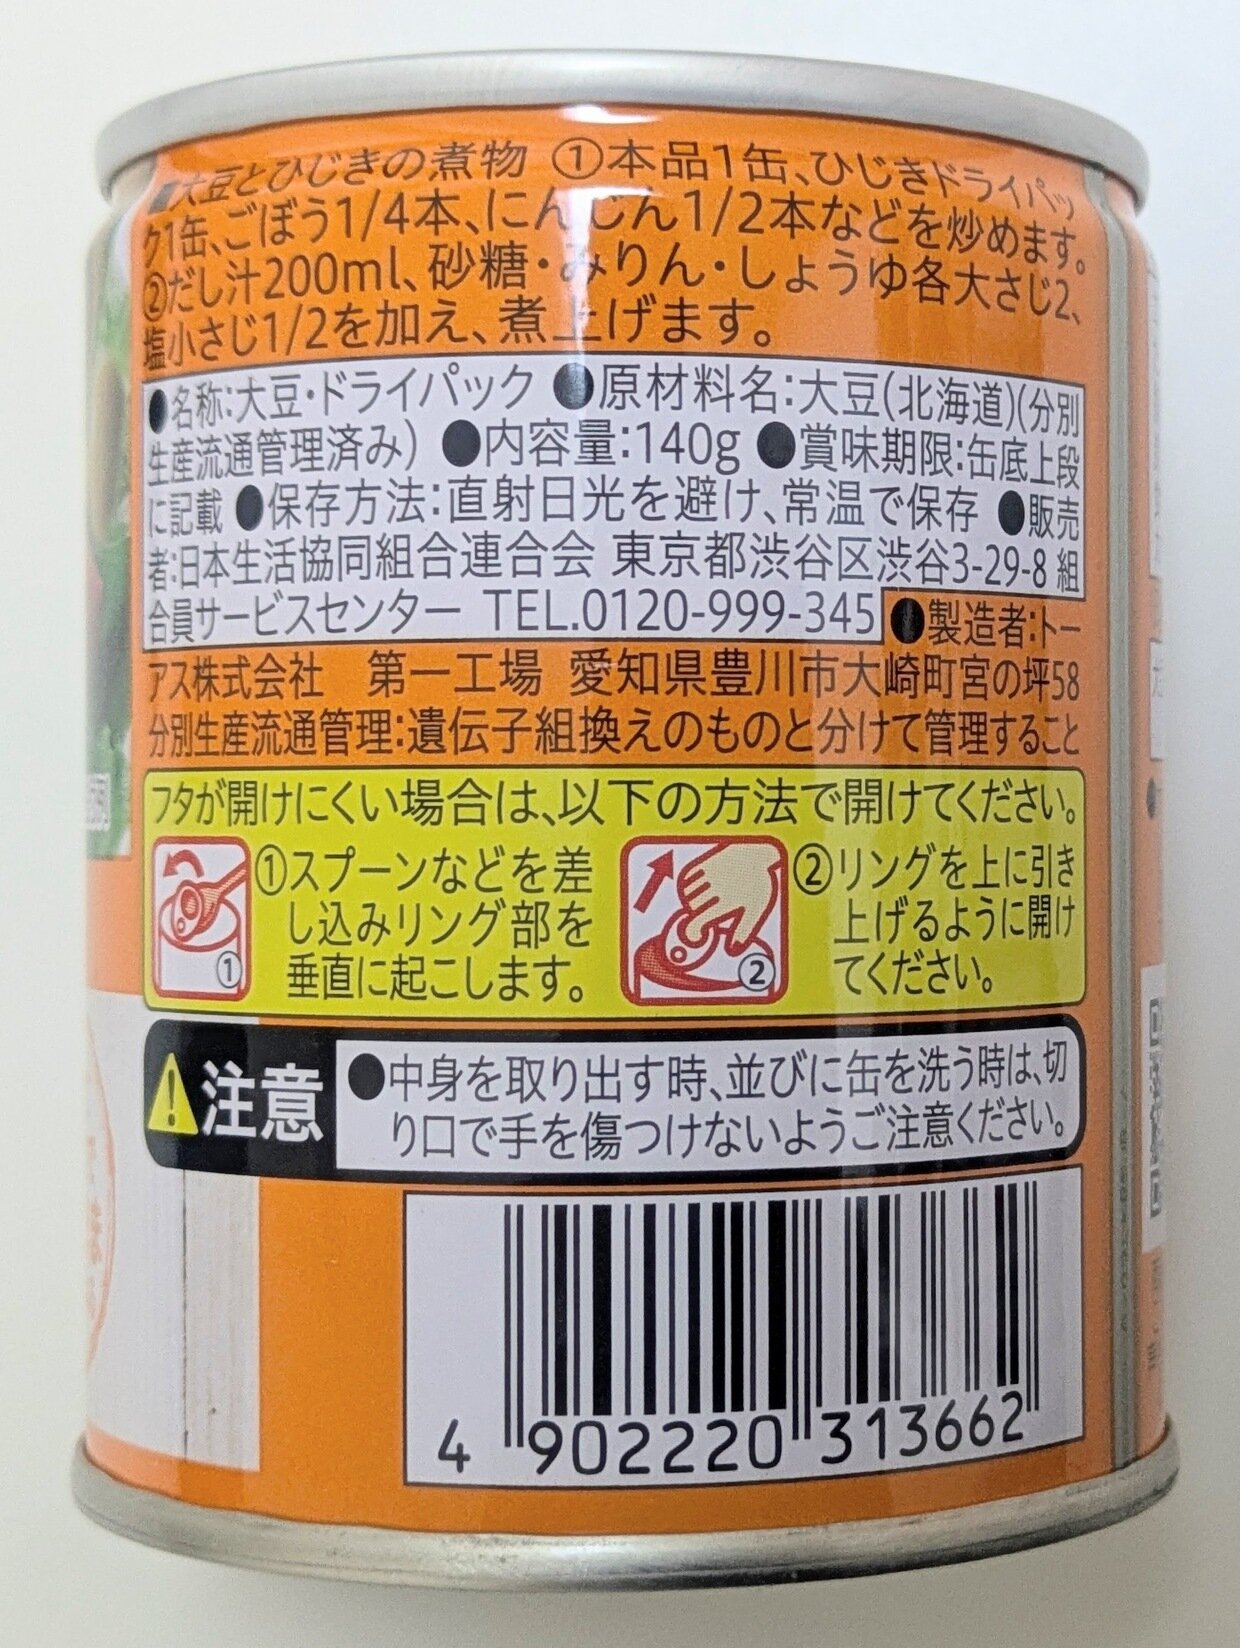 ■大豆とひじきの煮物 ①本品1缶、ひじきドライパッ
ク1缶、ごぼう1/4本、にんじん1/2本などを炒めます。
②だし汁200ml、砂糖・みりん・しょうゆ各大さじ2、
塩小さじ1/2を加え、煮上げます。
●名称:大豆・ドライパック ●原材料名:大豆(北海道)(分別
生産流通管理済み) ●内容量:140g ●賞味期限:缶底上段
に記載 ●保存方法:直射日光を避け、常温で保存 ●販売
者:日本生活協同組合連合会 東京都渋谷区渋谷3-29-8 組
合員サービスセンター TEL.0120-999-345 ●製造者:トー
アス株式会社 第一工場 愛知県豊川市大崎町宮の坪58
分別生産流通管理:遺伝子組換えのものと分けて管理すること
フタが開けにくい場合は、以下の方法で開けてください。
①スプーンなどを差
し込みリング部を
垂直に起こします。
①
②リングを上に引き
上げるように開け
てください。
②
注意
●中身を取り出す時、並びに缶を洗う時は、切
り口で手を傷つけないようご注意ください。
4 902220 313662